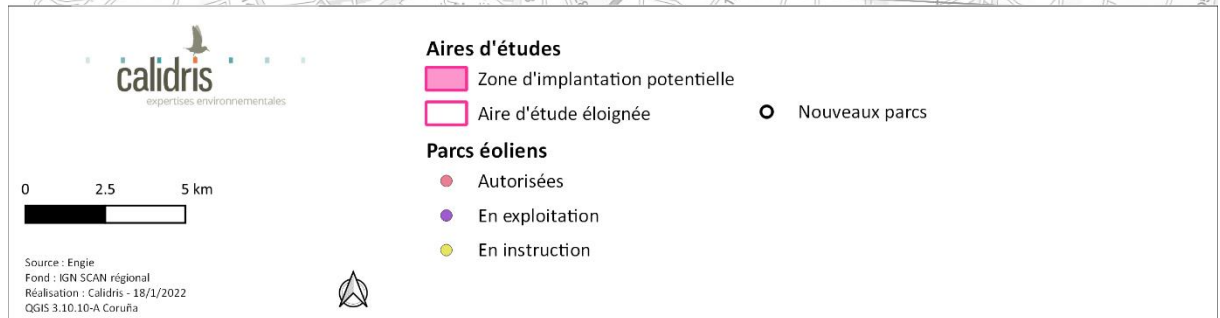 calidris
expertises environnementales
0 2.5 5 km
Source : Engie
Fond : IGN SCAN régional
Réalisation : Calidris - 18/1/2022
QGIS 3.10.10-A Coruña
Aires d'études
Zone d'implantation potentielle
Aire d'étude éloignée
Nouveaux parcs
Parcs éoliens
Autorisées
En exploitation
En instruction